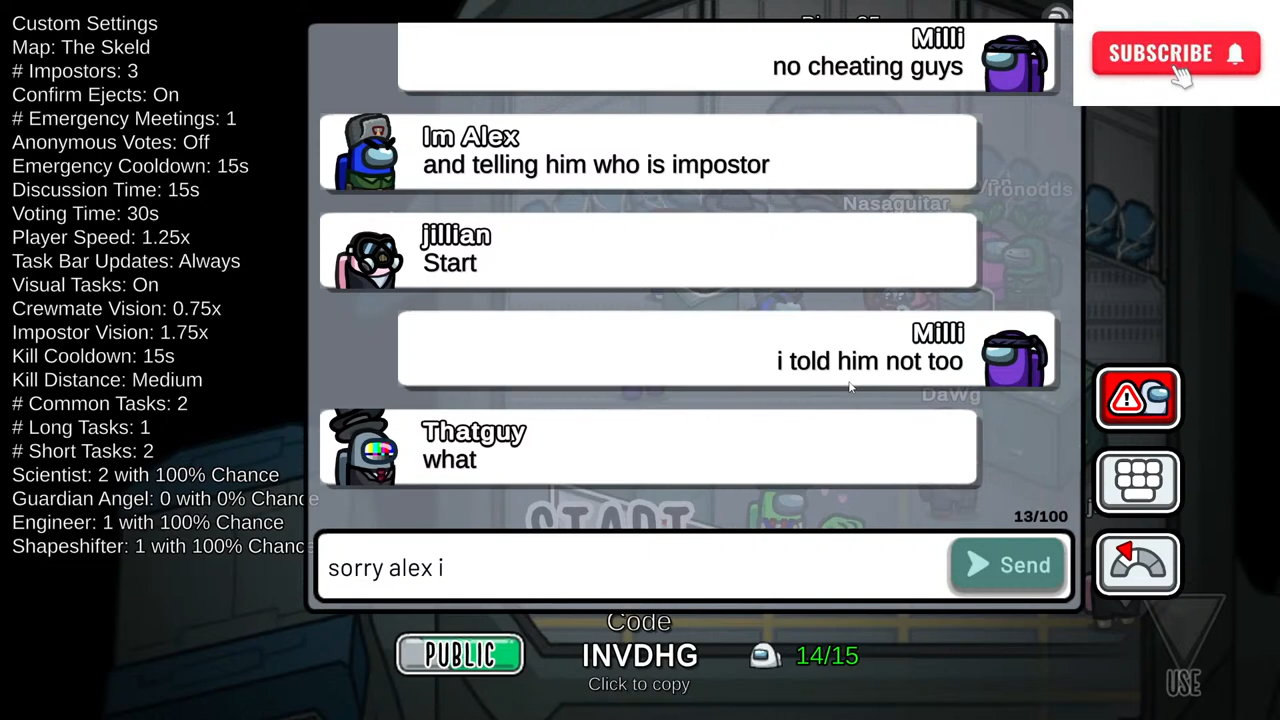 Custom Settings
Map: The Skeld
# Impostors: 3
Confirm Ejects: On
# Emergency Meetings: 1
Anonymous Votes: Off
Emergency Cooldown: 15s
Discussion Time: 15s
Voting Time: 30s
Player Speed: 1.25x
Task Bar Updates: Always
Visual Tasks: On
Crewmate Vision: 0.75x
Impostor Vision: 1.75x
Kill Cooldown: 15s
Kill Distance: Medium
# Common Tasks: 2
# Long Tasks: 1
# Short Tasks: 2
Scientist: 2 with 100% Chance
Guardian Angel: 0 with 0% Chance
Engineer: 1 with 100% Chance
Shapeshifter: 1 with 100% Chanc
SUBSCRIBE
Milli
no cheating guys
Im Alex
and telling him who is impostor
Nasaguitar
jillian
Start
Milli
i told him not too
DaWg
Thatguy
what
START
13/100
sorry alex i
Send
Code
PUBLIC
INVDHG
14/15
Click to copy
USE